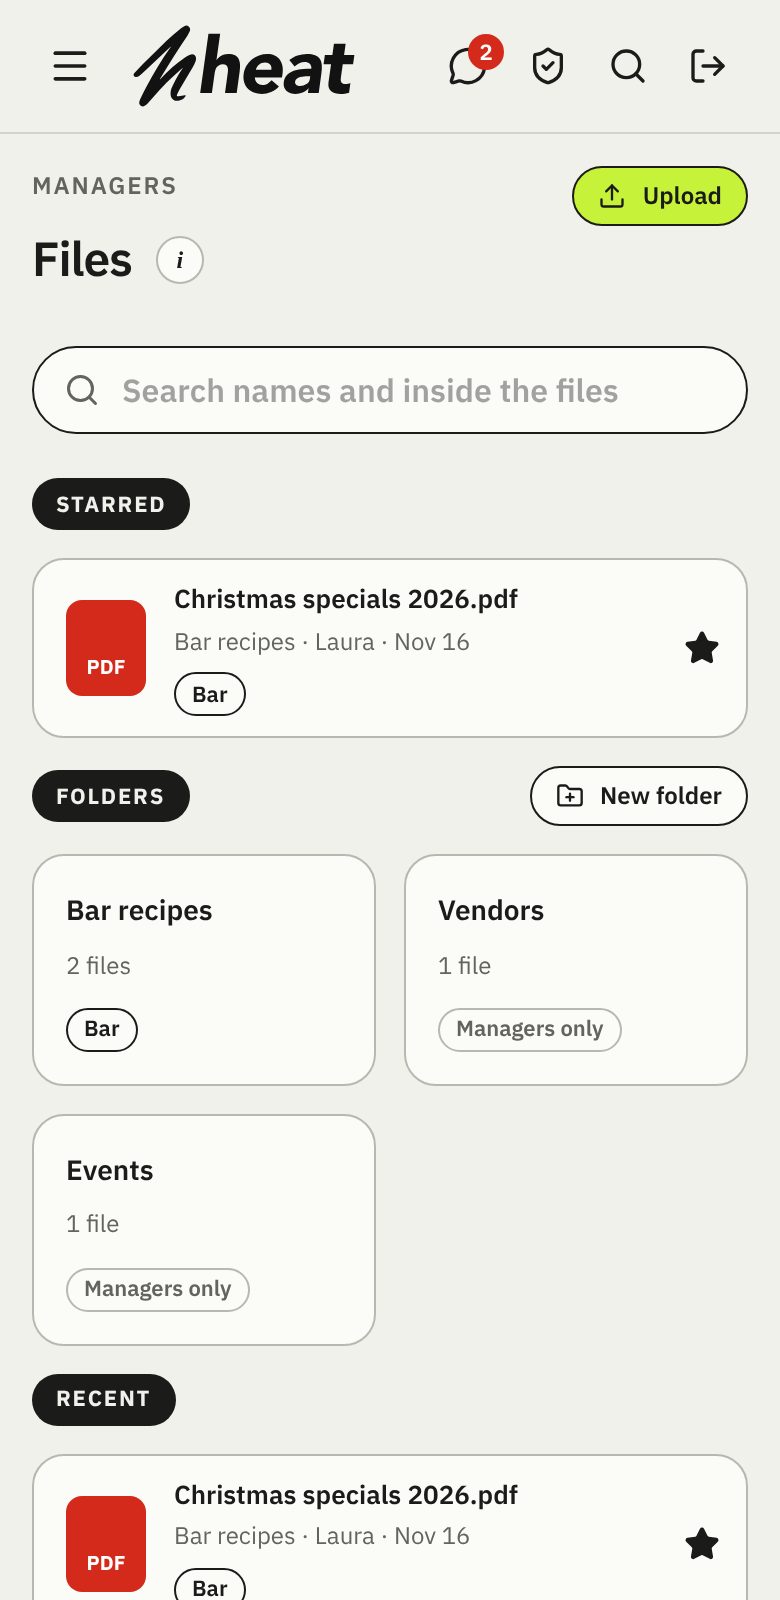 heat
2
MANAGERS
Upload
Files
i
Search names and inside the files
STARRED
PDF
Christmas specials 2026.pdf
Bar recipes · Laura · Nov 16
Bar
FOLDERS
New folder
Bar recipes
2 files
Bar
Vendors
1 file
Managers only
Events
1 file
Managers only
RECENT
PDF
Christmas specials 2026.pdf
Bar recipes · Laura · Nov 16
Bar